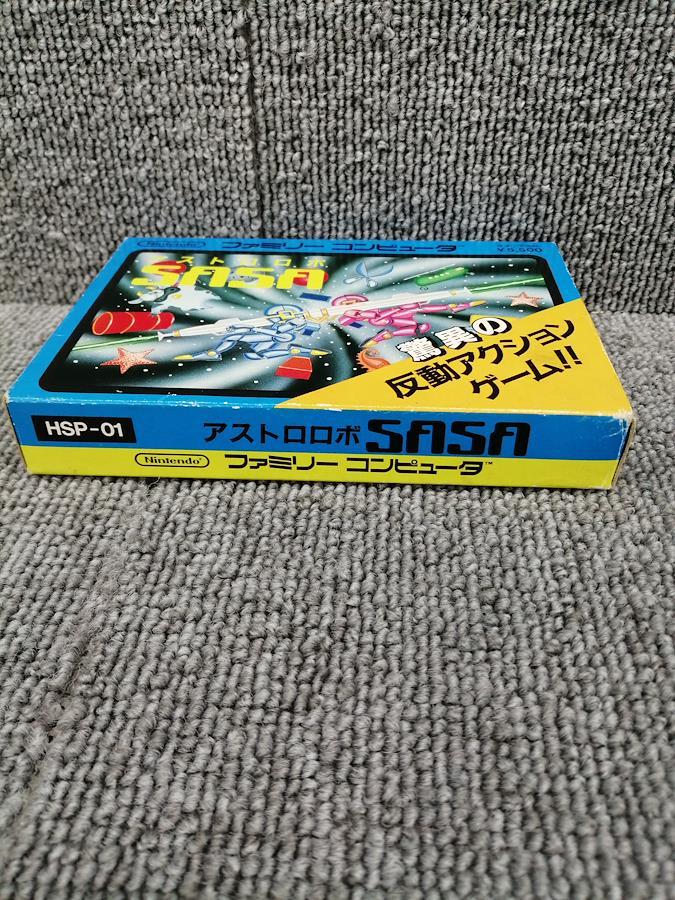 Nintendo ファミリー コンピュータ
¥5,500
アストロロボ
SASA
驚異の
反動アクション
ゲーム!!
HSP-01 アストロロボ SASA
Nintendo ファミリー コンピュータ™